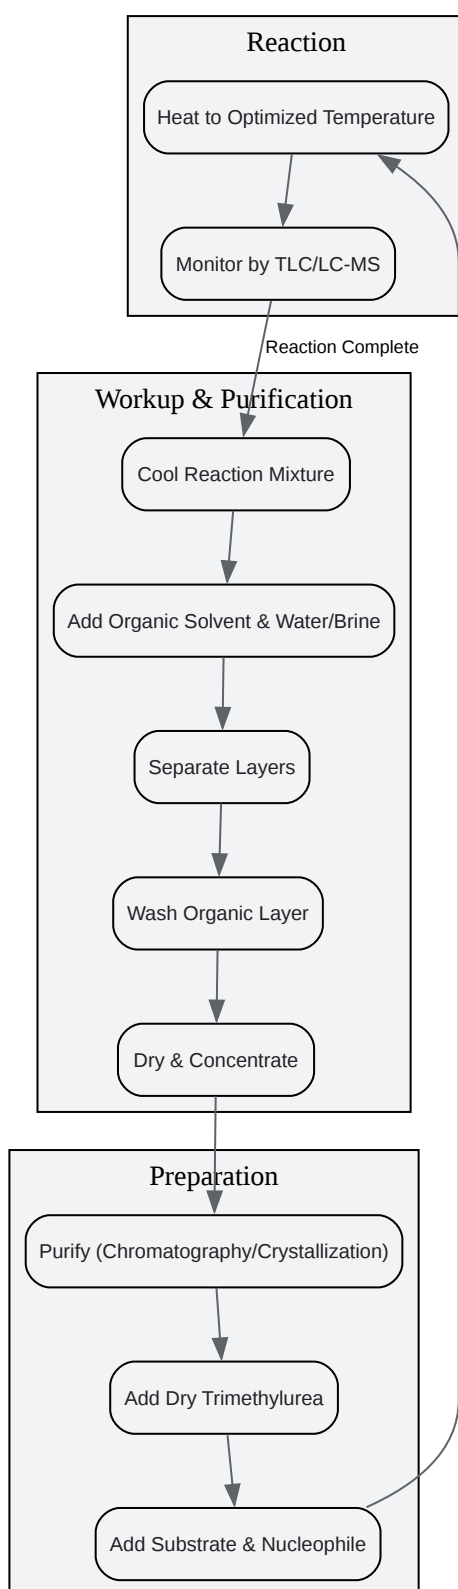 Reaction
Heat to Optimized Temperature
Monitor by TLC/LC-MS
Reaction Complete
Workup & Purification
Cool Reaction Mixture
Add Organic Solvent & Water/Brine
Separate Layers
Wash Organic Layer
Dry & Concentrate
Preparation
Purify (Chromatography/Crystallization)
Add Dry Trimethylurea
Add Substrate & Nucleophile